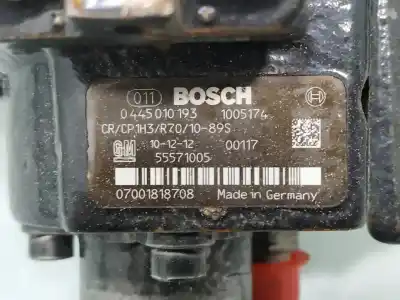 011 BOSCH
0 445 010 193 1005174
CR/CP1H3/R70/10-89S
GM 10-12-12 00117
55571005
07001818708 Made in Germany